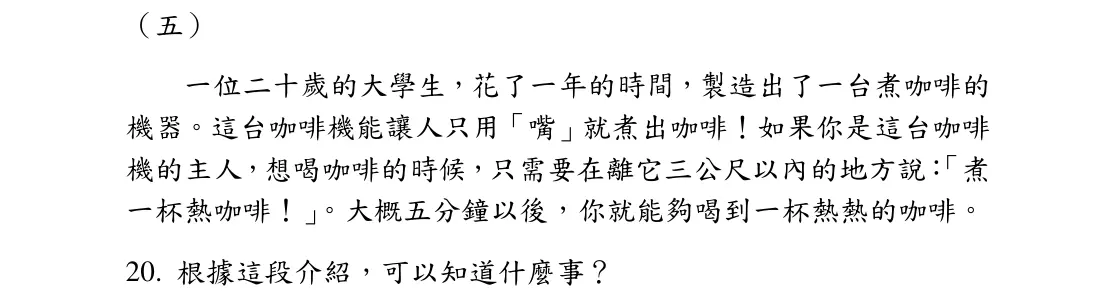 （五）
一位二十歲的大學生，花了一年的時間，製造出了一台煮咖啡的
機器。這台咖啡機能讓人只用「嘴」就煮出咖啡！如果你是這台咖啡
機的主人，想喝咖啡的時候，只需要在離它三公尺以內的地方說：「煮
一杯熱咖啡！」。大概五分鐘以後，你就能夠喝到一杯熱熱的咖啡。
20. 根據這段介紹，可以知道什麼事？